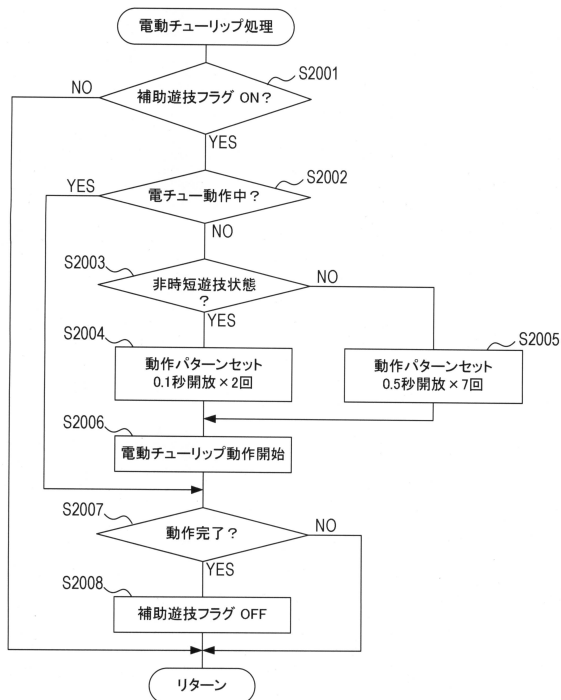 電動チューリップ処理
S2001
NO
補助遊技フラグ ON？
YES
S2002
YES
電チュー動作中？
NO
S2003
NO
非時短遊技状態
？
YES
S2004
動作パターンセット
0.1秒開放×2回
S2005
動作パターンセット
0.5秒開放×7回
S2006
電動チューリップ動作開始
S2007
NO
動作完了？
YES
S2008
補助遊技フラグ OFF
リターン